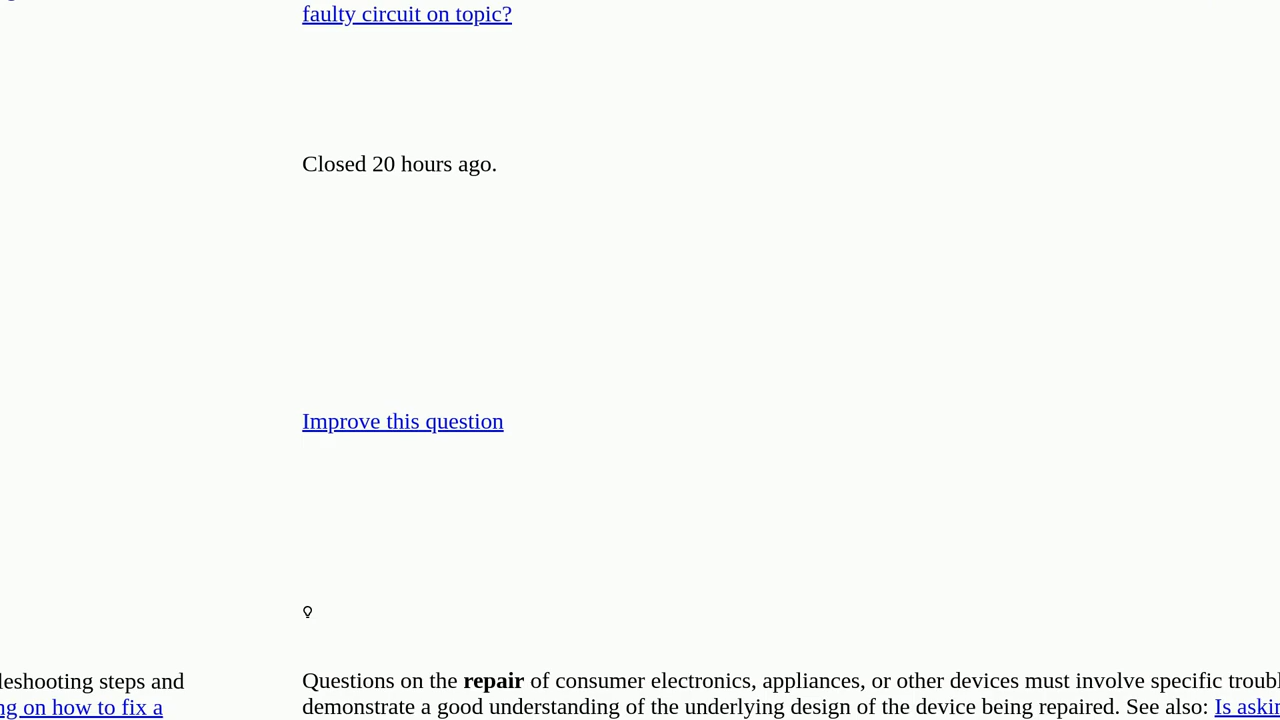 faulty circuit on topic?
Closed 20 hours ago.
Improve this question
leshooting steps and
ng on how to fix a
Questions on the repair of consumer electronics, appliances, or other devices must involve specific troubl
demonstrate a good understanding of the underlying design of the device being repaired. See also: Is askin